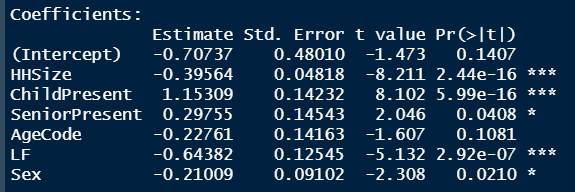 Coefficients:
Estimate Std. Error t value Pr(>|t|)
(Intercept) -0.70737 0.48010 -1.473 0.1407
HHSize -0.39564 0.04818 -8.211 2.44e-16 ***
ChildPresent 1.15309 0.14232 8.102 5.99e-16 ***
SeniorPresent 0.29755 0.14543 2.046 0.0408 *
AgeCode -0.22761 0.14163 -1.607 0.1081
LF -0.64382 0.12545 -5.132 2.92e-07 ***
Sex -0.21009 0.09102 -2.308 0.0210 *